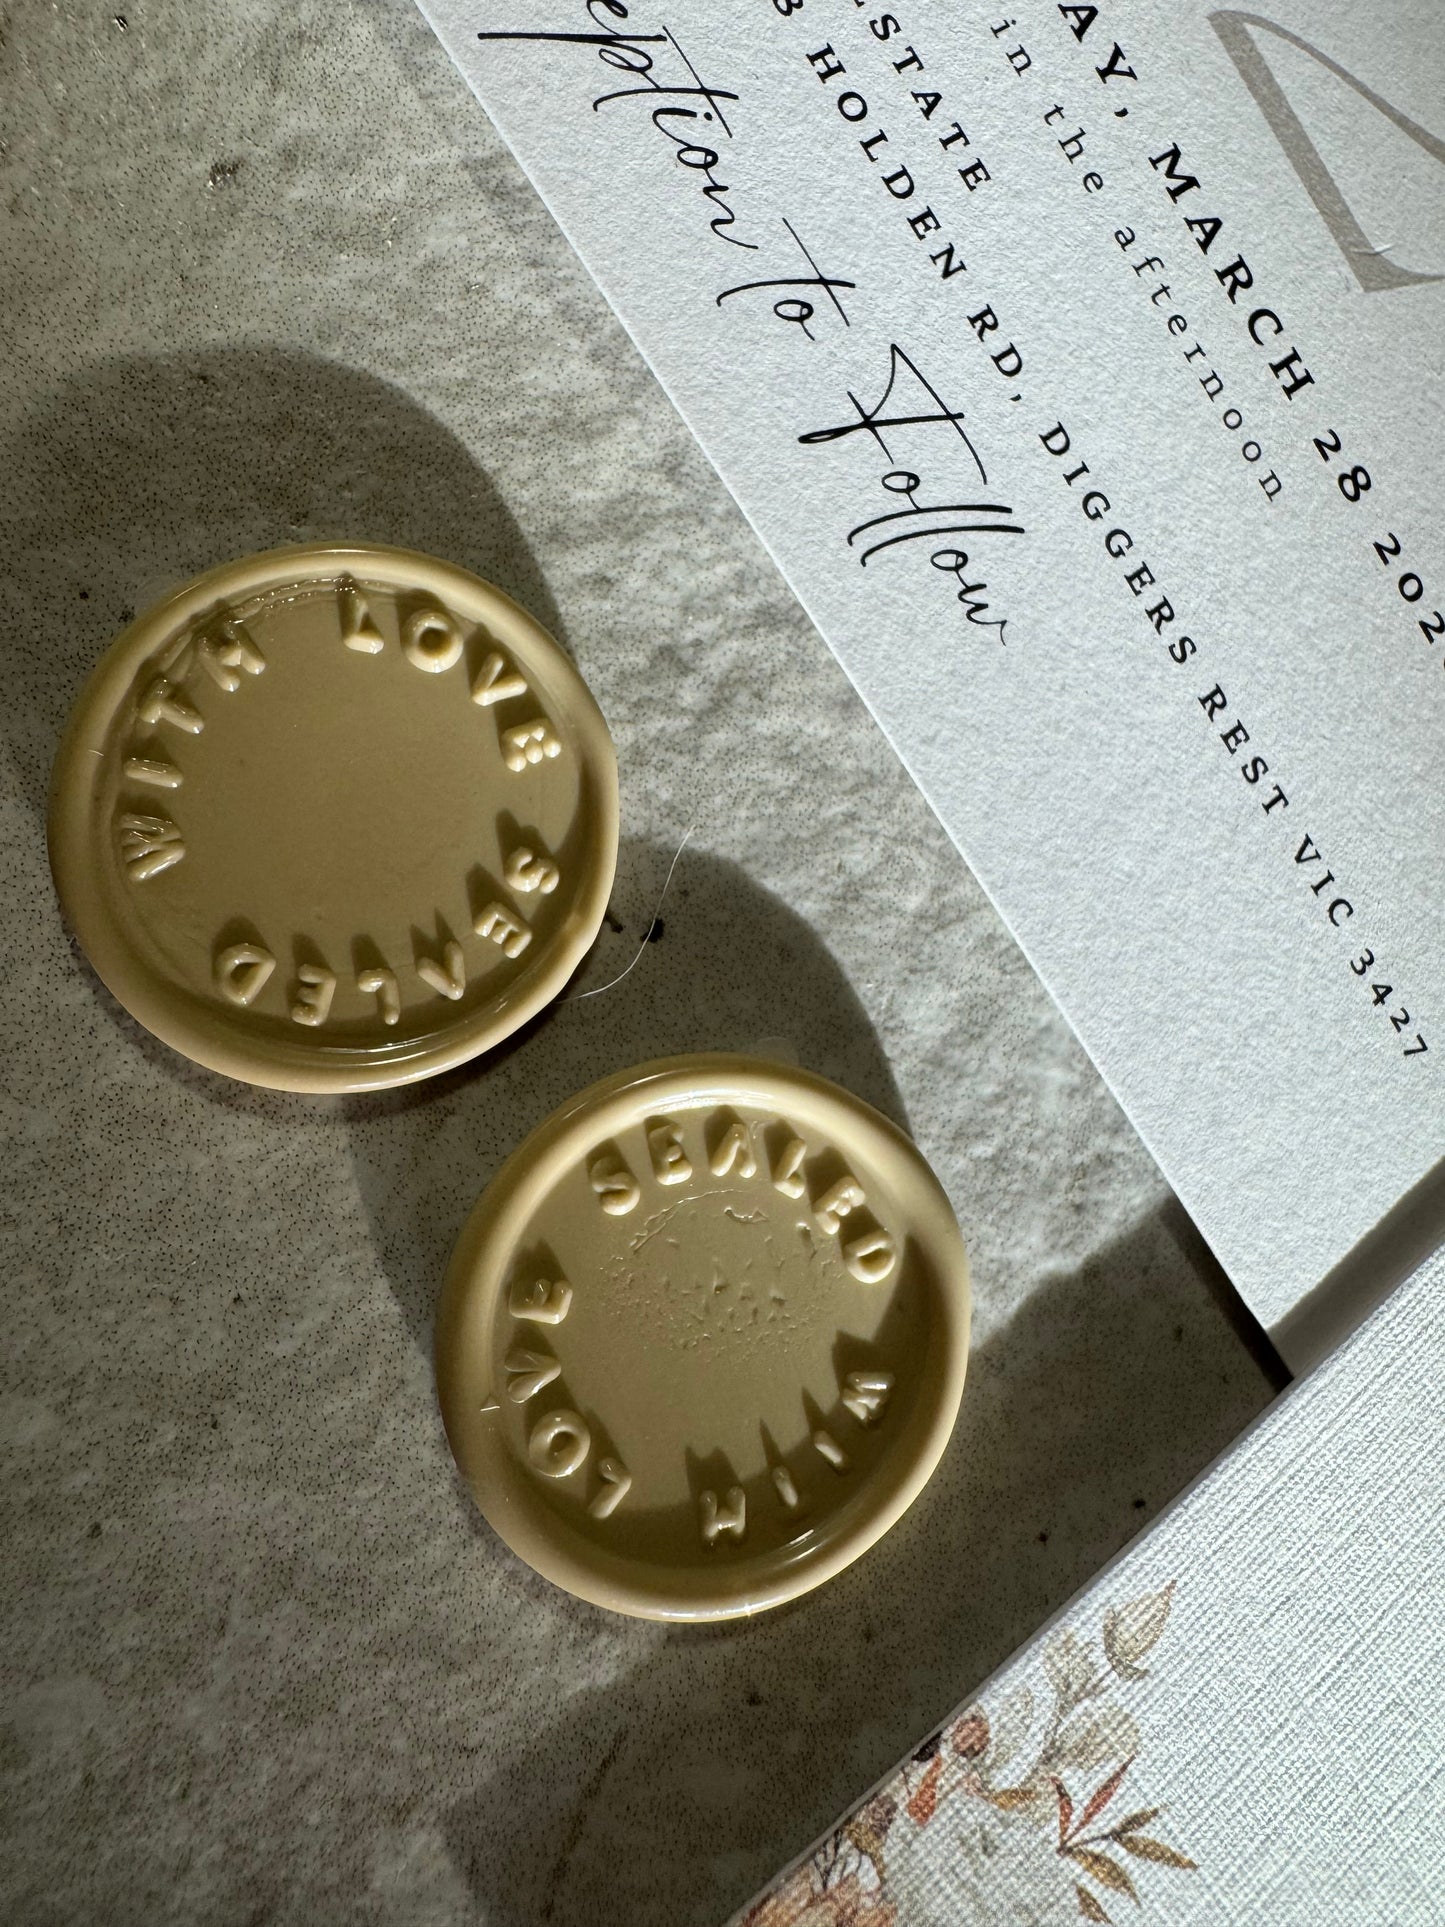 AY, MARCH 28 202
in the afternoon
ESTATE
HOLDEN RD, DIGGERS REST VIC 3427
eption to Follow
SEALED
WITH LOVE
SEALED
WITH
LOVE